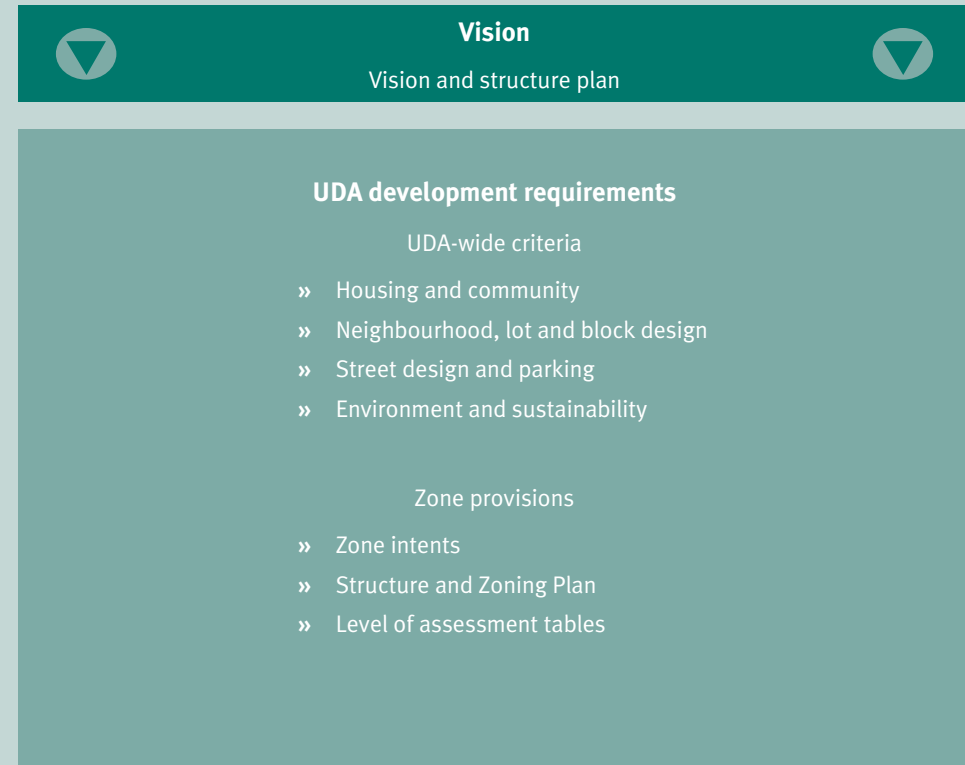 Vision
Vision and structure plan
UDA development requirements
UDA-wide criteria
» Housing and community
» Neighbourhood, lot and block design
» Street design and parking
» Environment and sustainability
Zone provisions
» Zone intents
» Structure and Zoning Plan
» Level of assessment tables